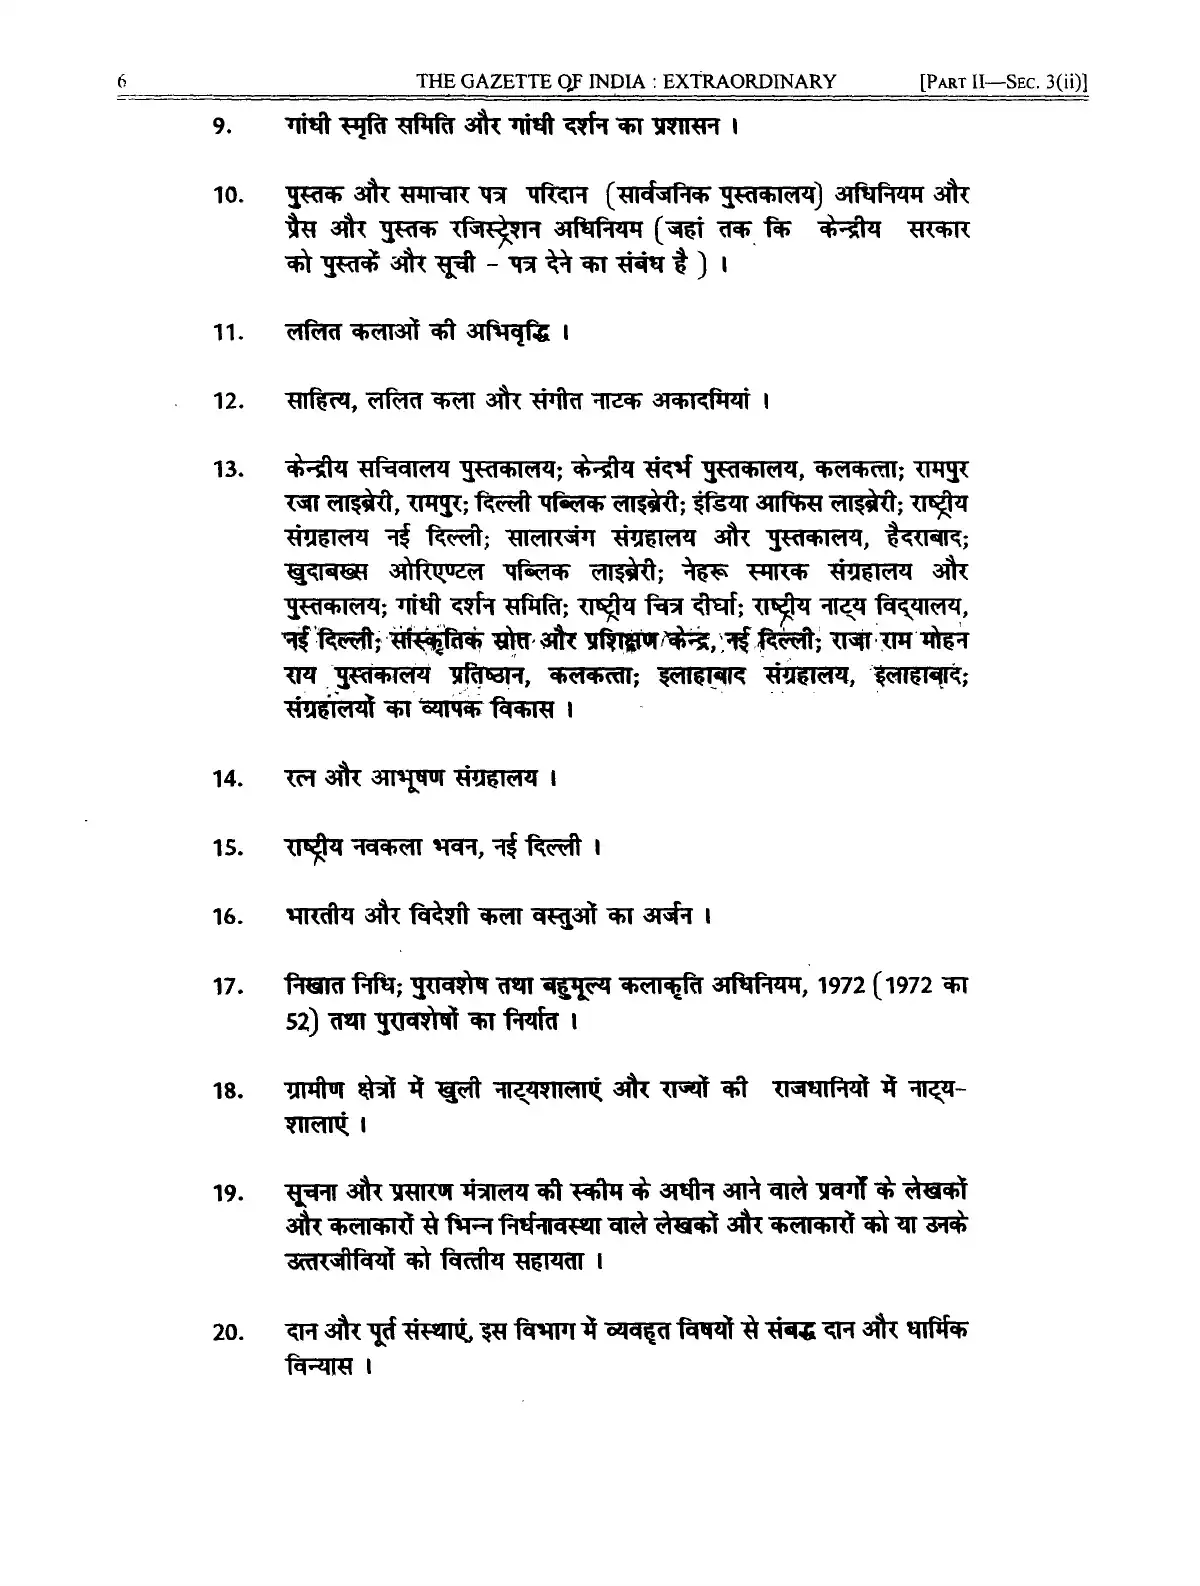 6 THE GAZETTE OF INDIA : EXTRAORDINARY [PART II—SEC. 3(ii)]
9. गांधी स्मृति समिति और गांधी दर्शन का प्रशासन ।
10. पुस्तक और समाचार पत्र परिदान (सार्वजनिक पुस्तकालय) अधिनियम और
प्रैस और पुस्तक रजिस्ट्रेशन अधिनियम (जहां तक कि केन्द्रीय सरकार
को पुस्तकें और सूची - पत्र देने का संबंध है ) ।
11. ललित कलाओं की अभिवृद्धि ।
12. साहित्य, ललित कला और संगीत नाटक अकादमियां ।
13. केन्द्रीय सचिवालय पुस्तकालय; केन्द्रीय संदर्भ पुस्तकालय, कलकत्ता; रामपुर
रजा लाइब्रेरी, रामपुर; दिल्ली पब्लिक लाइब्रेरी; इंडिया आफिस लाइब्रेरी; राष्ट्रीय
संग्रहालय नई दिल्ली; सालारजंग संग्रहालय और पुस्तकालय, हैदराबाद;
खुदाबख्स ओरिएण्टल पब्लिक लाइब्रेरी; नेहरू स्मारक संग्रहालय और
पुस्तकालय; गांधी दर्शन समिति; राष्ट्रीय चित्र दीर्घा; राष्ट्रीय नाट्य विद्यालय,
नई दिल्ली; सांस्कृतिक स्रोत और प्रशिक्षण केन्द्र, नई दिल्ली; राजा राम मोहन
राय पुस्तकालय प्रतिष्ठान, कलकत्ता; इलाहाबाद संग्रहालय, इलाहाबाद;
संग्रहालयों का व्यापक विकास ।
14. रत्न और आभूषण संग्रहालय ।
15. राष्ट्रीय नवकला भवन, नई दिल्ली ।
16. भारतीय और विदेशी कला वस्तुओं का अर्जन ।
17. निखात निधि; पुरावशेष तथा बहुमूल्य कलाकृति अधिनियम, 1972 (1972 का
52) तथा पुरावशेषों का निर्यात ।
18. ग्रामीण क्षेत्रों में खुली नाट्यशालाएं और राज्यों की राजधानियों में नाट्य-
शालाएं ।
19. सूचना और प्रसारण मंत्रालय की स्कीम के अधीन आने वाले प्रवर्गों के लेखकों
और कलाकारों से भिन्न निर्धनावस्था वाले लेखकों और कलाकारों को या उनके
उत्तरजीवियों को वित्तीय सहायता ।
20. दान और पूर्त संस्थाएं, इस विभाग में व्यवहृत विषयों से संबद्ध दान और धार्मिक
विन्यास ।